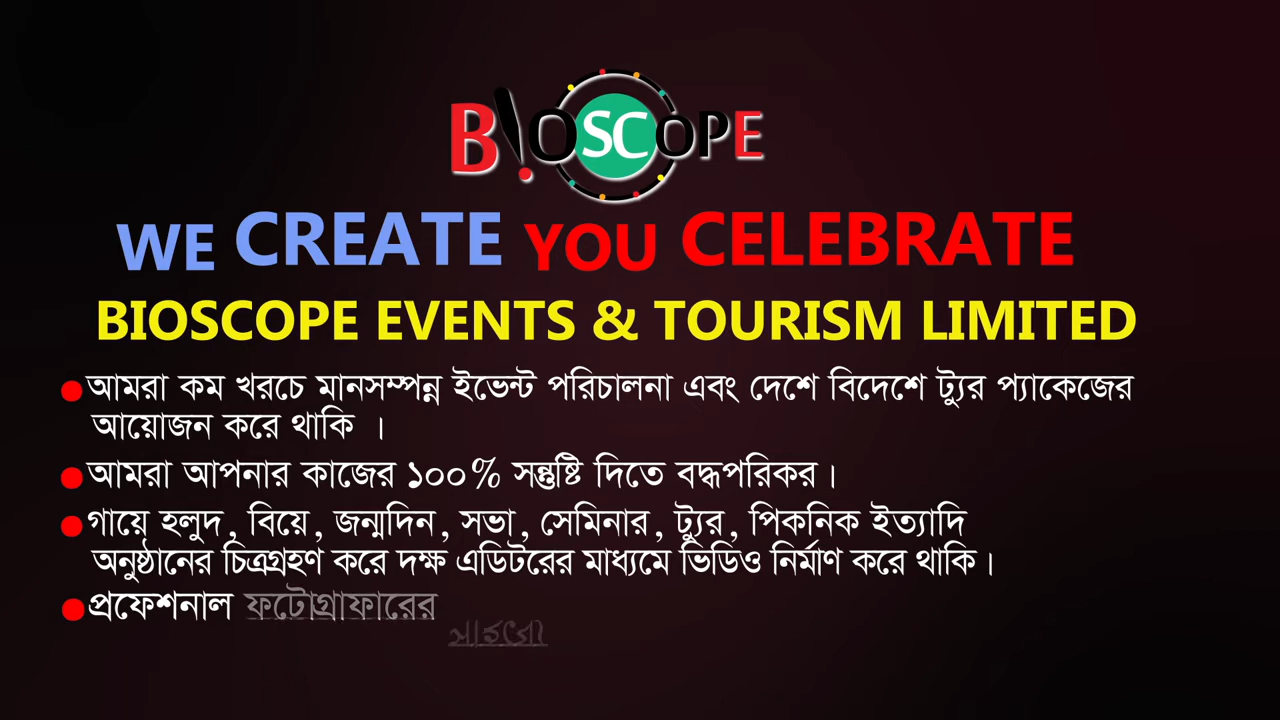 B!OSCOPE
WE CREATE YOU CELEBRATE
BIOSCOPE EVENTS & TOURISM LIMITED
আমরা কম খরচে মানসম্পন্ন ইভেন্ট পরিচালনা এবং দেশে বিদেশে ট্যুর প্যাকেজের
আয়োজন করে থাকি ।
আমরা আপনার কাজের ১০০% সন্তুষ্টি দিতে বদ্ধপরিকর।
গায়ে হলুদ, বিয়ে, জন্মদিন, সভা, সেমিনার, ট্যুর, পিকনিক ইত্যাদি
অনুষ্ঠানের চিত্রগ্রহণ করে দক্ষ এডিটরের মাধ্যমে ভিডিও নির্মাণ করে থাকি।
প্রফেশনাল ফটোগ্রাফারের